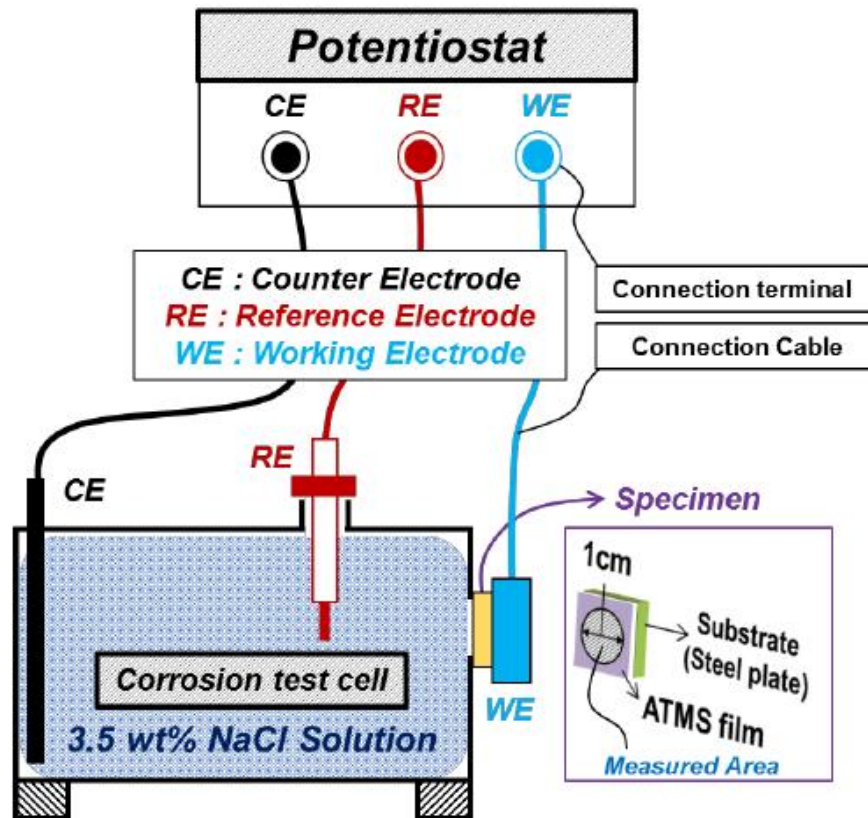 Potentiostat
CE
RE
WE
CE : Counter Electrode
RE : Reference Electrode
WE : Working Electrode
Connection terminal
Connection Cable
RE
CE
Specimen
1cm
Substrate
(Steel plate)
ATMS film
Measured Area
Corrosion test cell
WE
3.5 wt% NaCl Solution